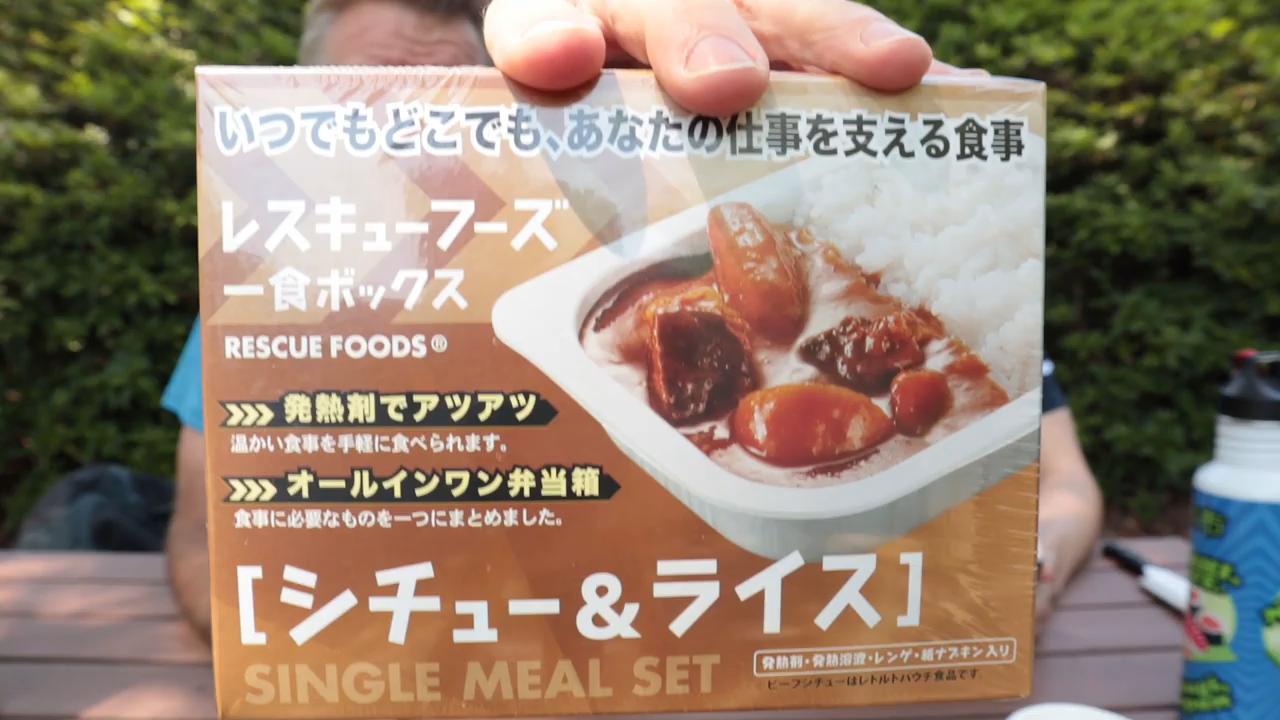 いつでもどこでも、あなたの仕事を支える食事
レスキューフーズ
一食ボックス
RESCUE FOODS®
発熱剤でアツアツ
温かい食事を手軽に食べられます。
オールインワン弁当箱
食事に必要なものを一つにまとめました。
[シチュー&ライス]
SINGLE MEAL SET
発熱剤・発熱溶液・レンゲ・紙ナプキン入り
ビーフシチューはレトルトパウチ食品です。